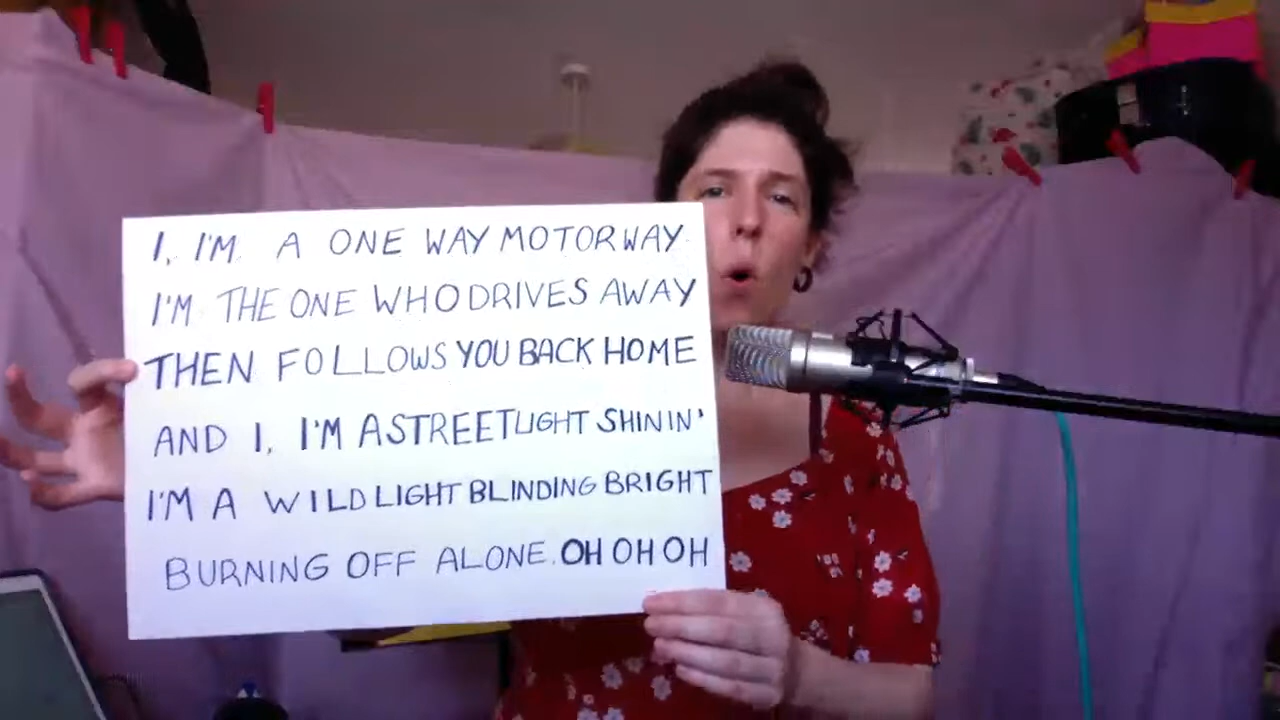 I, I'M A ONE WAY MOTORWAY
I'M THE ONE WHO DRIVES AWAY
THEN FOLLOWS YOU BACK HOME
AND I, I'M A STREETLIGHT SHININ'
I'M A WILD LIGHT BLINDING BRIGHT
BURNING OFF ALONE. OH OH OH